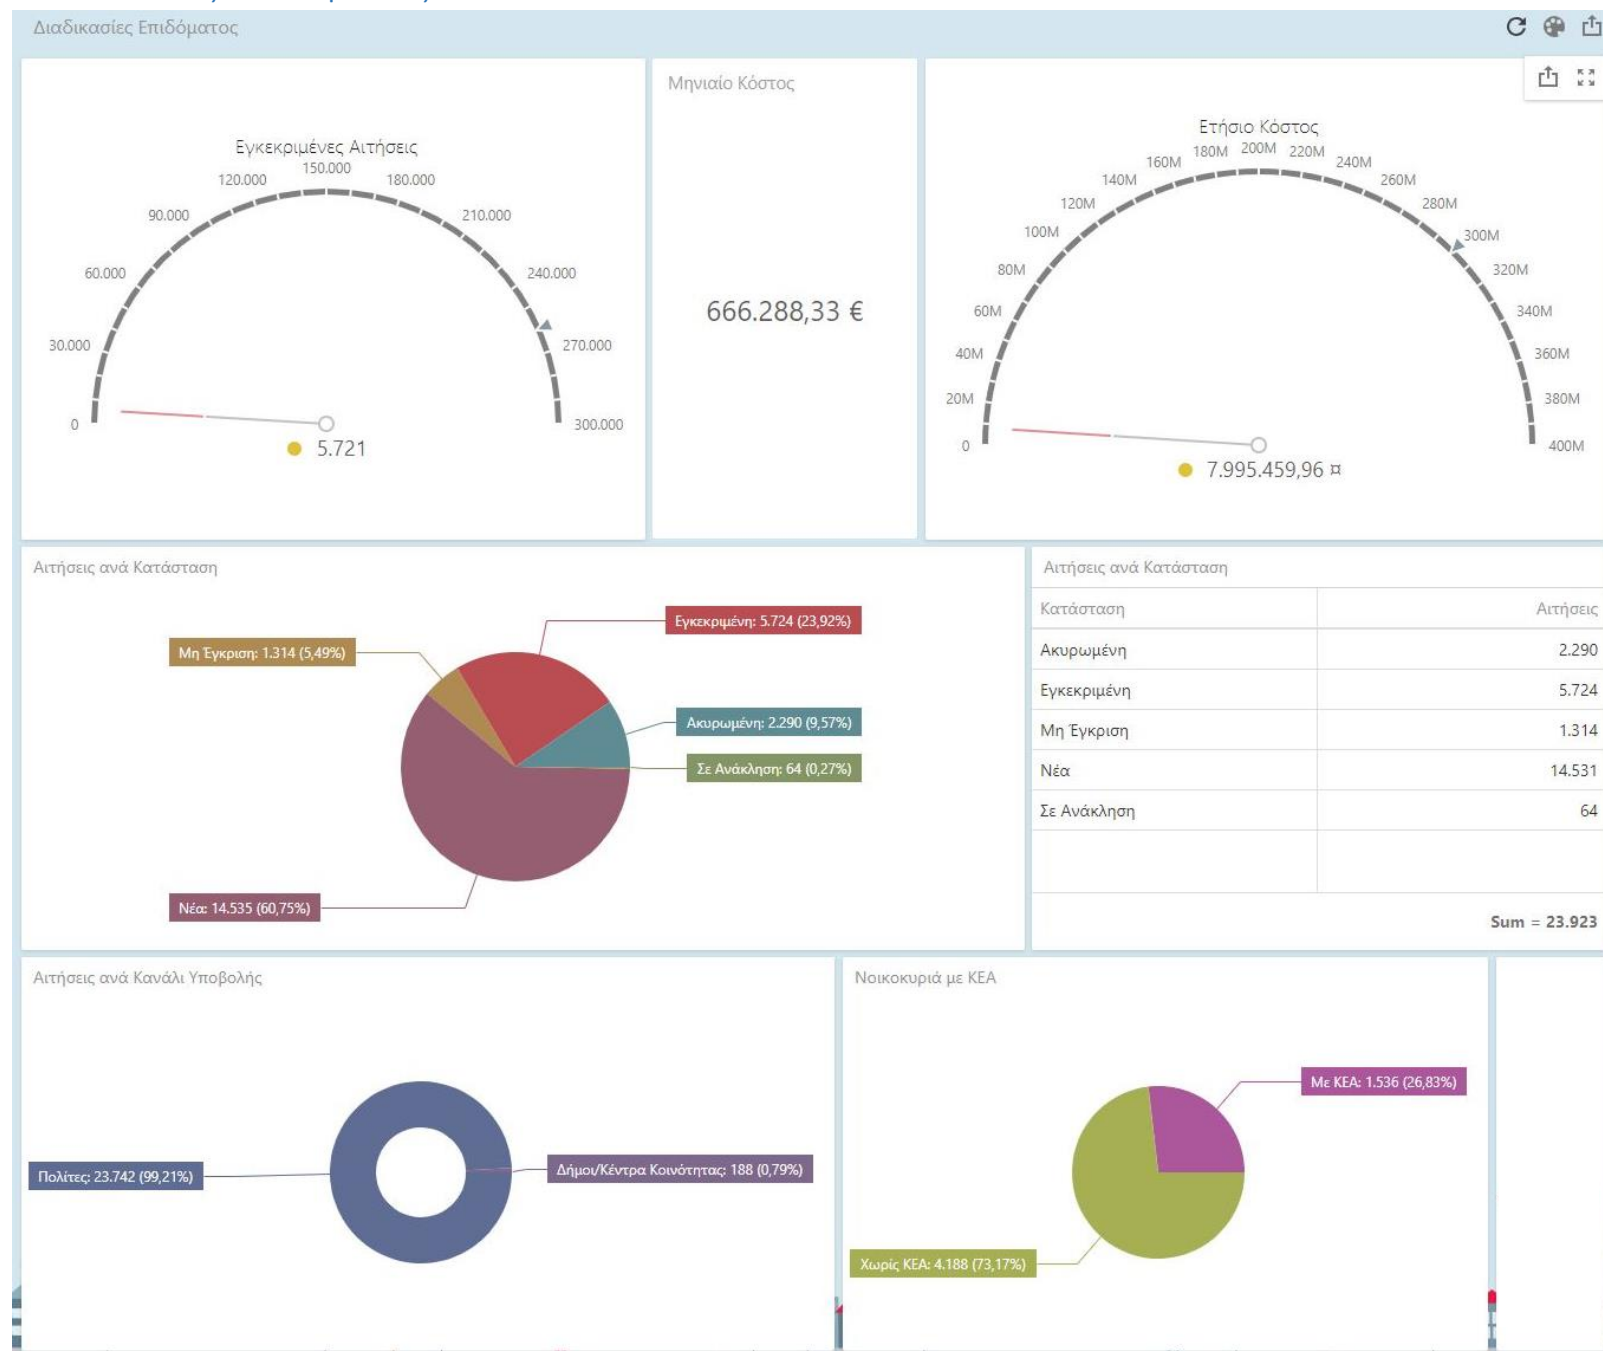 Διαδικασίες Επιδόματος
Εγκεκριμένες Αιτήσεις
150.000
120.000
180.000
90.000
210.000
60.000
240.000
30.000
270.000
0
300.000
5.721
Μηνιαίο Κόστος
666.288,33 €
Ετήσιο Κόστος
200M
180M
220M
160M
240M
140M
260M
120M
280M
100M
300M
80M
320M
60M
340M
40M
360M
20M
380M
0
400M
7.995.459,96 ¤
Αιτήσεις ανά Κατάσταση
Εγκεκριμένη: 5.724 (23,92%)
Μη Έγκριση: 1.314 (5,49%)
Ακυρωμένη: 2.290 (9,57%)
Σε Ανάκληση: 64 (0,27%)
Νέα: 14.535 (60,75%)
Αιτήσεις ανά Κατάσταση
Κατάσταση Αιτήσεις
Ακυρωμένη 2.290
Εγκεκριμένη 5.724
Μη Έγκριση 1.314
Νέα 14.531
Σε Ανάκληση 64
Sum = 23.923
Αιτήσεις ανά Κανάλι Υποβολής
Πολίτες: 23.742 (99,21%)
Δήμοι/Κέντρα Κοινότητας: 188 (0,79%)
Νοικοκυριά με ΚΕΑ
Με ΚΕΑ: 1.536 (26,83%)
Χωρίς ΚΕΑ: 4.188 (73,17%)